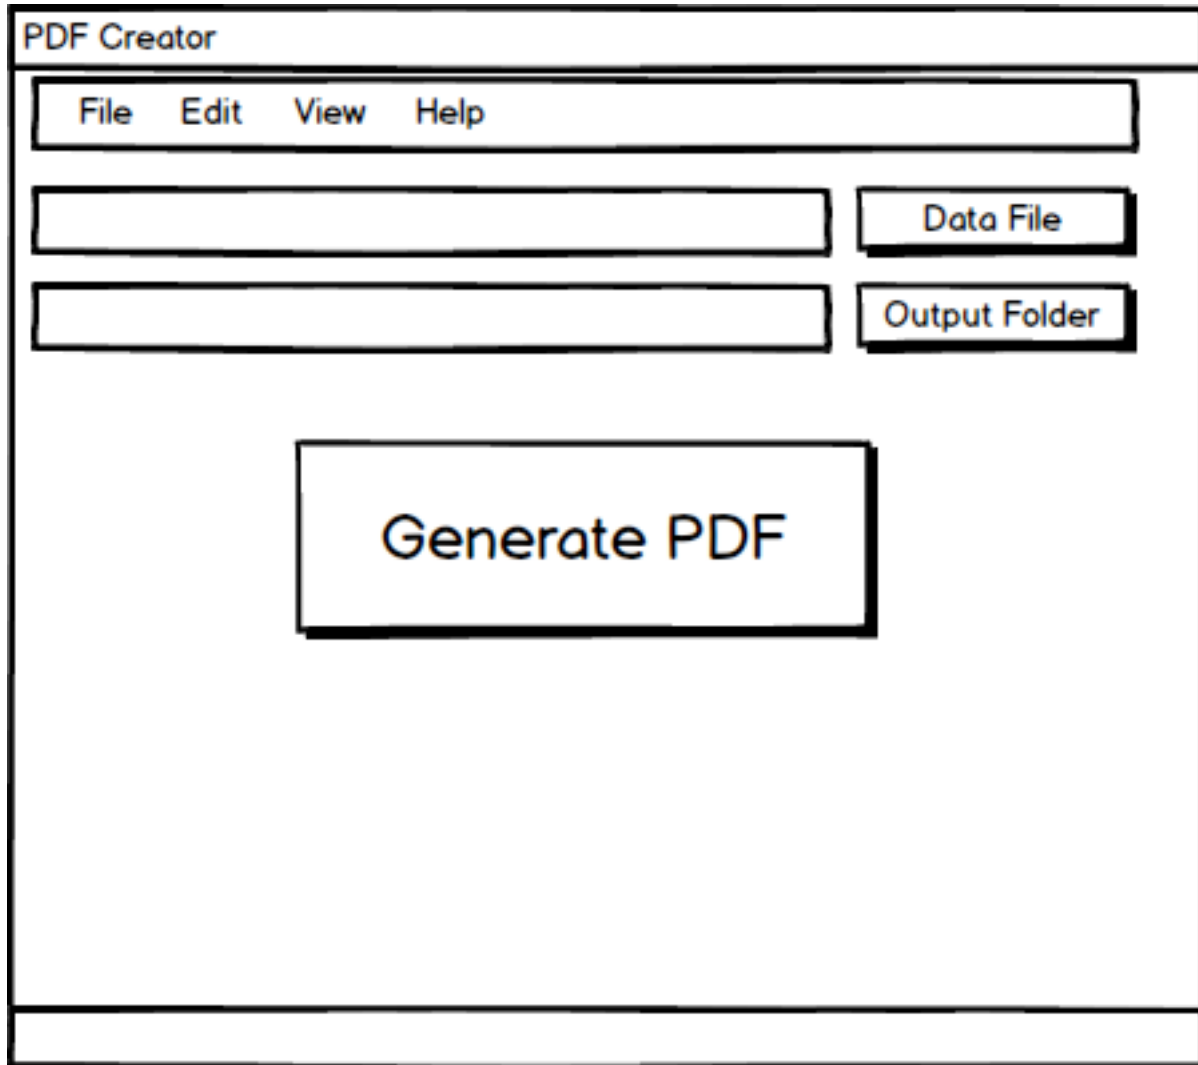 PDF Creator
File Edit View Help
Data File
Output Folder
Generate PDF